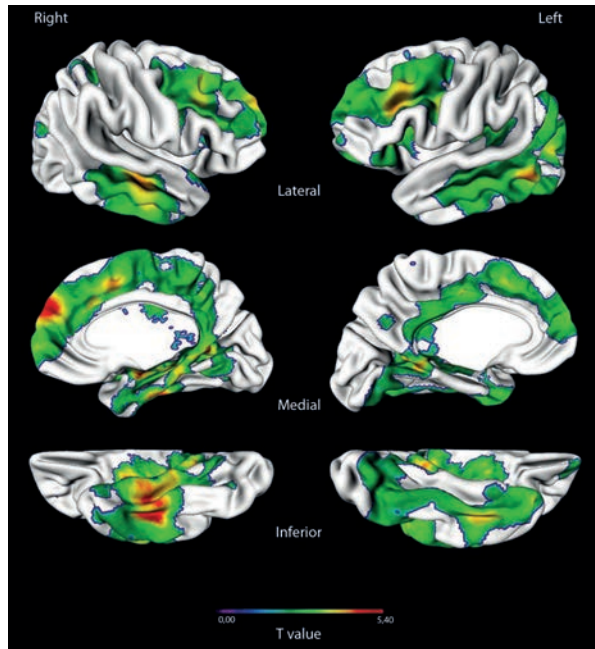 Right Left
Lateral
Medial
Inferior
0,00 5,40
T value